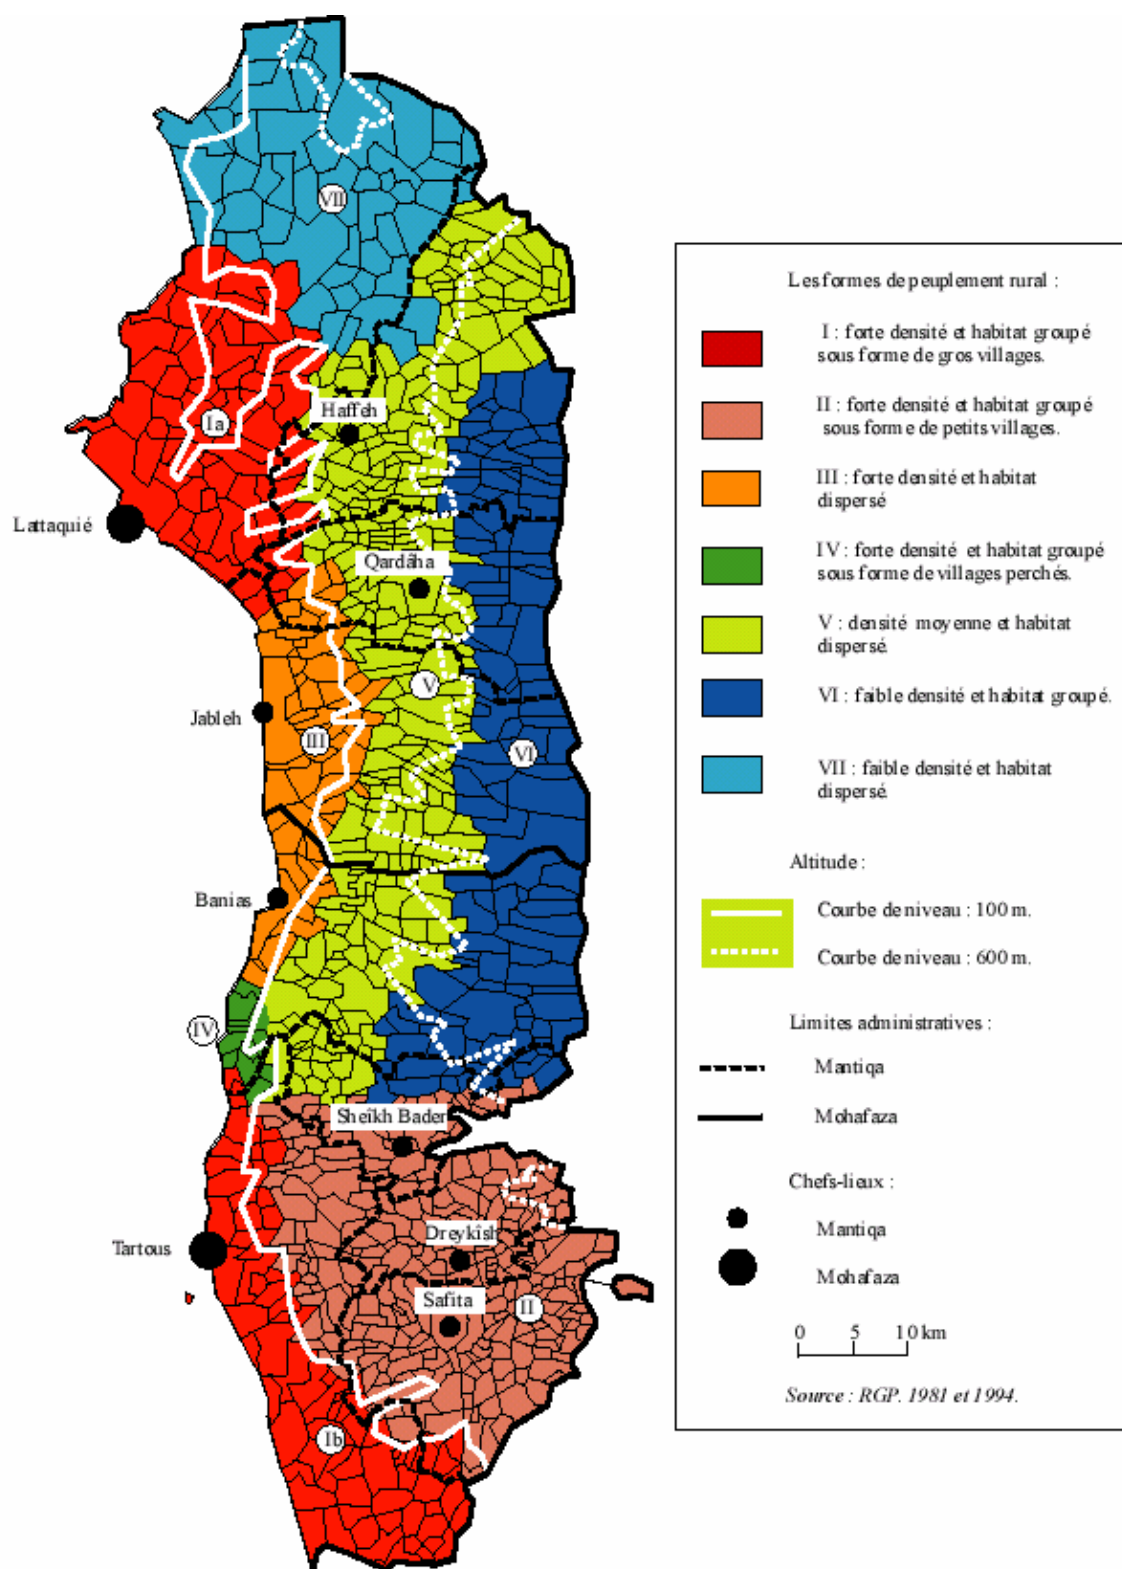 VII
Ia
Haffeh
Lattaquié
Qardâha
V
Jableh
III
VI
Banias
IV
Sheîkh Bader
Dreykîsh
Tartous
Safita
II
Ib
Les formes de peuplement rural :
I : forte densité et habitat groupé
sous forme de gros villages.
II : forte densité et habitat groupé
sous forme de petits villages.
III : forte densité et habitat
dispersé
IV : forte densité et habitat groupé
sous forme de villages perchés.
V : densité moyenne et habitat
dispersé.
VI : faible densité et habitat groupé.
VII : faible densité et habitat
dispersé.
Altitude :
Courbe de niveau : 100 m.
Courbe de niveau : 600 m.
Limites administratives :
Mantiqa
Mohafaza
Chefs-lieux :
Mantiqa
Mohafaza
0 5 10 km
Source : RGP. 1981 et 1994.